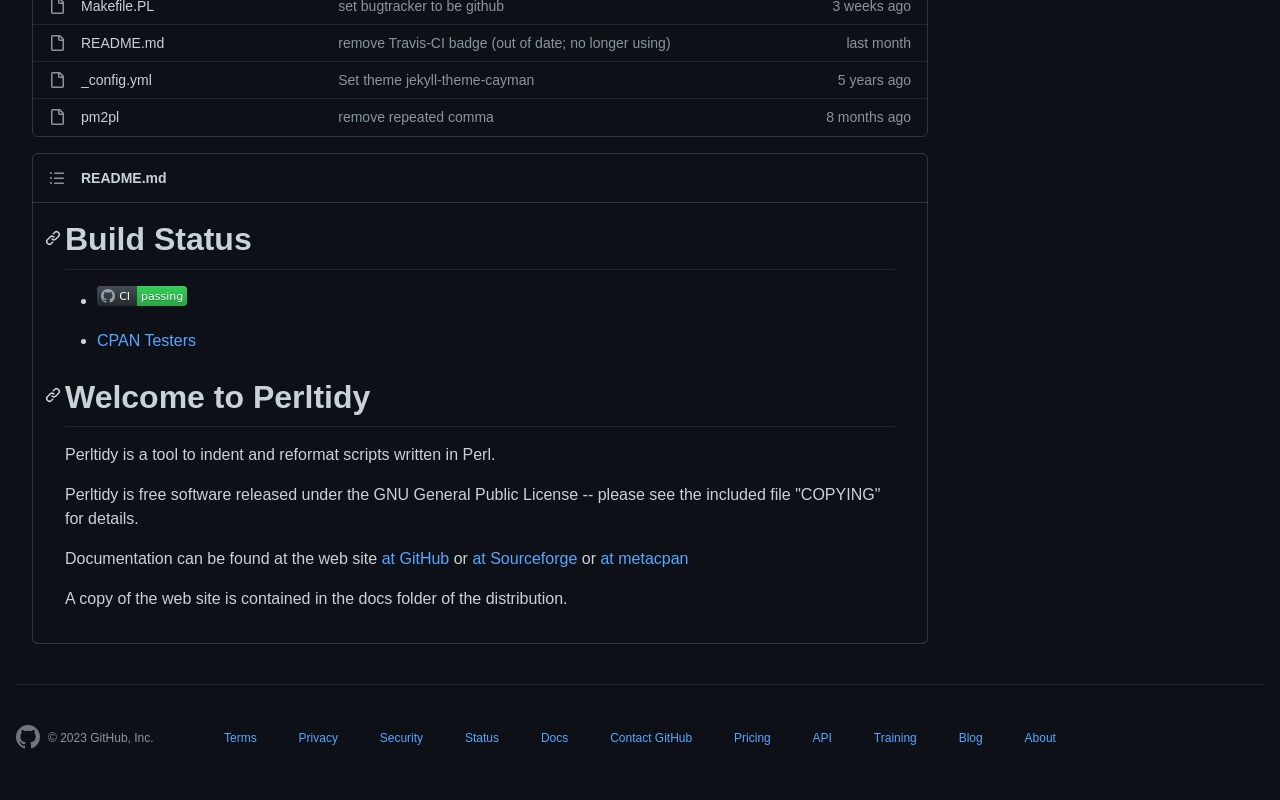 Makefile.PL set bugtracker to be github 3 weeks ago
README.md remove Travis-CI badge (out of date; no longer using) last month
_config.yml Set theme jekyll-theme-cayman 5 years ago
pm2pl remove repeated comma 8 months ago
README.md
Build Status
CI passing
CPAN Testers
Welcome to Perltidy
Perltidy is a tool to indent and reformat scripts written in Perl.
Perltidy is free software released under the GNU General Public License -- please see the included file "COPYING"
for details.
Documentation can be found at the web site at GitHub or at Sourceforge or at metacpan
A copy of the web site is contained in the docs folder of the distribution.
© 2023 GitHub, Inc. Terms Privacy Security Status Docs Contact GitHub Pricing API Training Blog About